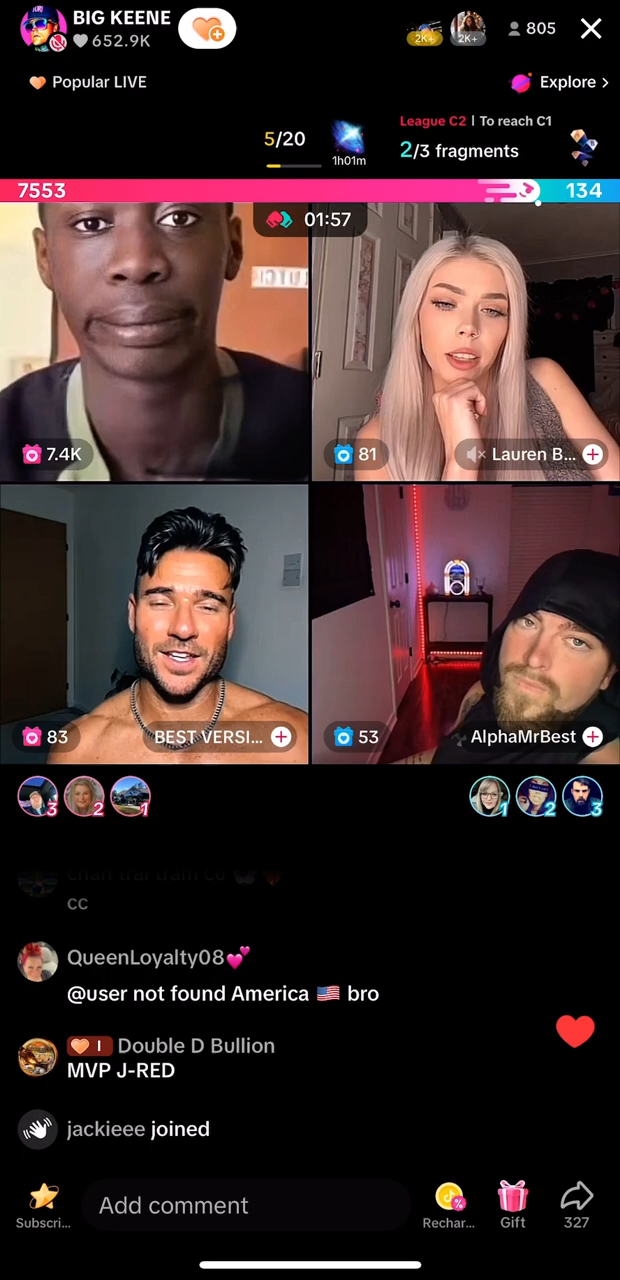 BIG KEENE
652.9K
2K+
2K+
805
Popular LIVE
Explore >
5/20
1h01m
League C2 | To reach C1
2/3 fragments
7553
134
01:57
7.4K
81
Lauren B...
83
BEST VERSI...
53
AlphaMrBest
3
2
1
1
2
3
cc
QueenLoyalty08💕
@user not found America 🇺🇸 bro
I Double D Bullion
MVP J-RED
jackieee joined
Add comment
Subscri...
Rechar...
Gift
327